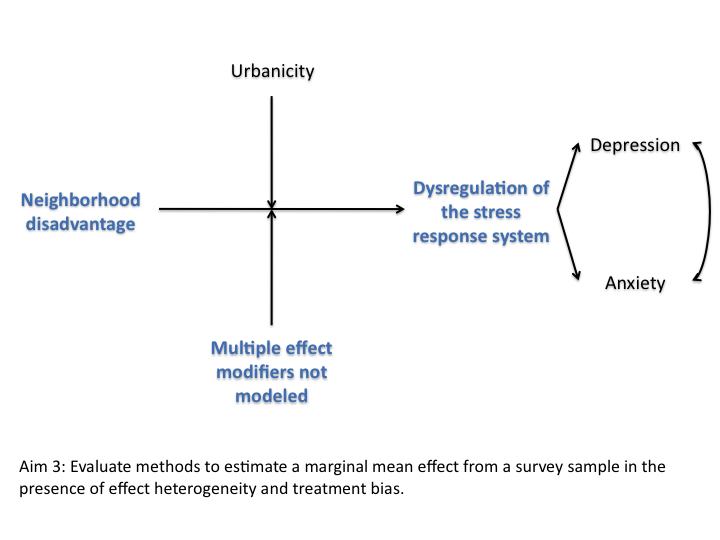 Urbanicity
Depression
Neighborhood
disadvantage
Dysregulation of
the stress
response system
Anxiety
Multiple effect
modifiers not
modeled
Aim 3: Evaluate methods to estimate a marginal mean effect from a survey sample in the
presence of effect heterogeneity and treatment bias.